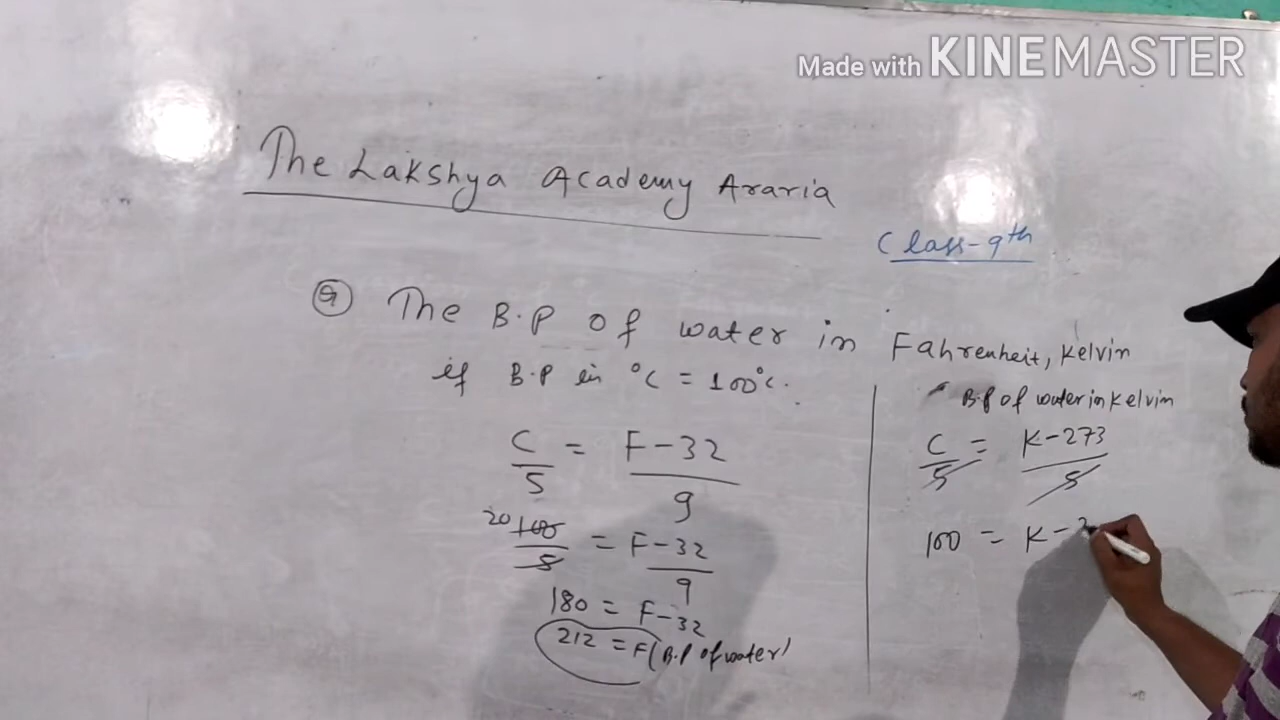 Made with KINEMASTER
The Lakshya Academy Araria
Class-9th
Q The B.P of water in Fahrenheit, Kelvin
if B.P in °C = 100°C.
C/5 = F-32/9
20 100/5 = F-32/9
180 = F-32
212 = F (B.P of water)
B.P of water in Kelvin
C/5 = K-273/5
100 = K-2